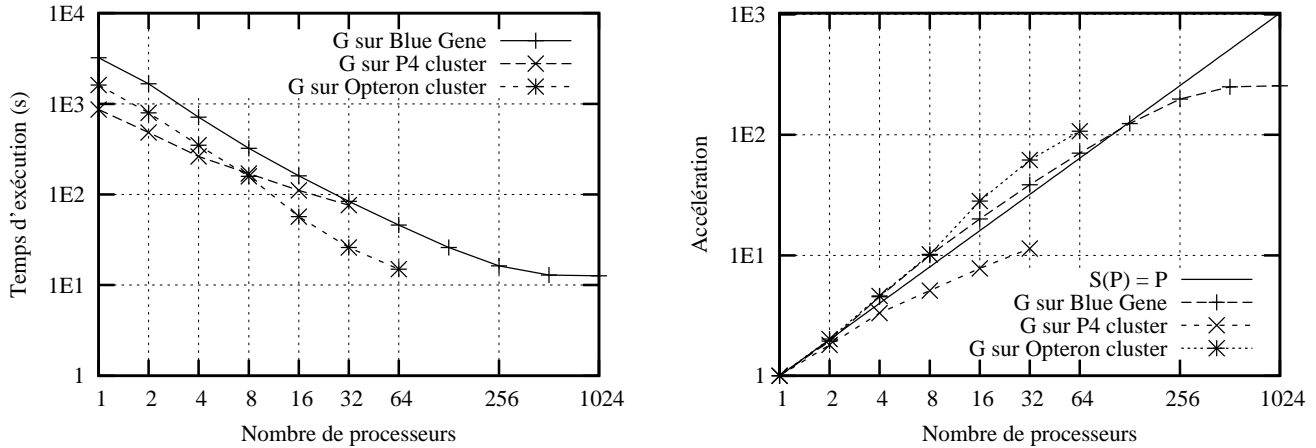 1E4
1E3
1E2
1E1
1
Temps d'exécution (s)
G sur Blue Gene
G sur P4 cluster
G sur Opteron cluster
1 2 4 8 16 32 64 256 1024
Nombre de processeurs
1E3
1E2
1E1
1
Accélération
S(P) = P
G sur Blue Gene
G sur P4 cluster
G sur Opteron cluster
1 2 4 8 16 32 64 256 1024
Nombre de processeurs